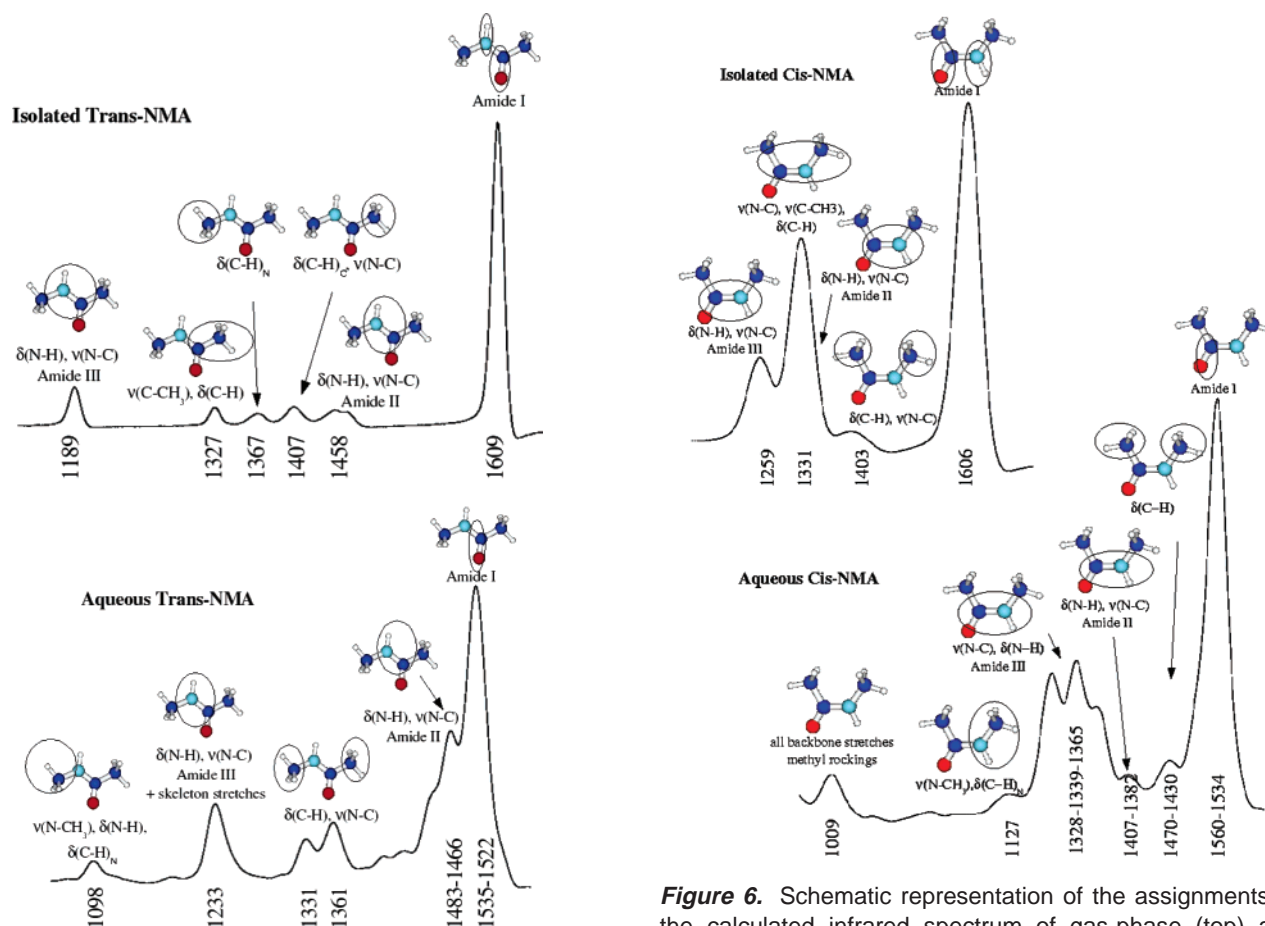 Isolated Trans-NMA
Amide I
δ(C-H)N
δ(C-H)C, ν(N-C)
δ(N-H), ν(N-C)
Amide III
ν(C-CH3), δ(C-H)
δ(N-H), ν(N-C)
Amide II
1189
1327
1367
1407
1458
1609
Aqueous Trans-NMA
Amide I
δ(N-H), ν(N-C)
Amide II
δ(N-H), ν(N-C)
Amide III
+ skeleton stretches
δ(C-H), ν(N-C)
ν(N-CH3), δ(N-H),
δ(C-H)N
1098
1233
1331
1361
1483-1466
1535-1522
Isolated Cis-NMA
Amide I
ν(N-C), ν(C-CH3),
δ(C-H)
δ(N-H), ν(N-C)
Amide II
δ(N-H), ν(N-C)
Amide III
δ(C-H), ν(N-C)
1259
1331
1403
1606
Aqueous Cis-NMA
Amide I
δ(C-H)
δ(N-H), ν(N-C)
Amide II
ν(N-C), δ(N-H)
Amide III
all backbone stretches
methyl rockings
ν(N-CH3),δ(C-H)N
1009
1127
1328-1339-1365
1407-1382
1470-1430
1560-1534
Figure 6. Schematic representation of the assignments
the calculated infrared spectrum of gas-phase (top) a